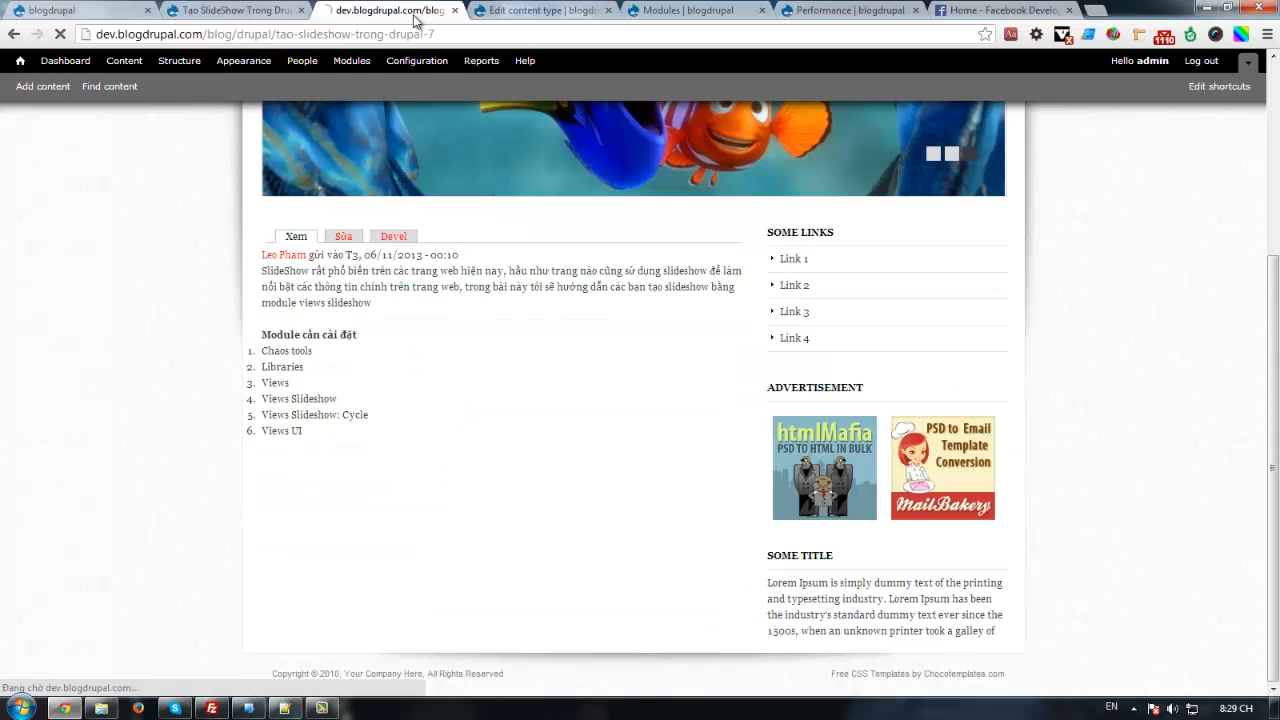 blogdrupal
Tạo SlideShow Trong Dru
dev.blogdrupal.com/blog
Edit content type | blogdr
Modules | blogdrupal
Performance | blogdrupal
Home - Facebook Develop
dev.blogdrupal.com/blog/drupal/tao-slideshow-trong-drupal-7
1110
Dashboard Content Structure Appearance People Modules Configuration Reports Help
Hello admin Log out
Add content Find content
Edit shortcuts
Xem Sửa Devel
Leo Pham gửi vào T3, 06/11/2013 - 00:10
SlideShow rất phổ biến trên các trang web hiện nay, hầu như trang nào cũng sử dụng slideshow để làm
nổi bật các thông tin chính trên trang web, trong bài này tôi sẽ hướng dẫn các bạn tạo slideshow bằng
module views slideshow
Module cần cài đặt
1. Chaos tools
2. Libraries
3. Views
4. Views Slideshow
5. Views Slideshow: Cycle
6. Views UI
SOME LINKS
Link 1
Link 2
Link 3
Link 4
ADVERTISEMENT
htmlMafia
PSD TO HTML IN BULK
PSD to Email
Template
Conversion
MailBakery
SOME TITLE
Lorem Ipsum is simply dummy text of the printing
and typesetting industry. Lorem Ipsum has been
the industry's standard dummy text ever since the
1500s, when an unknown printer took a galley of
Copyright © 2010, Your Company Here, All Rights Reserved
Free CSS Templates by Chocotemplates.com
Đang chờ dev.blogdrupal.com...
EN
8:29 CH